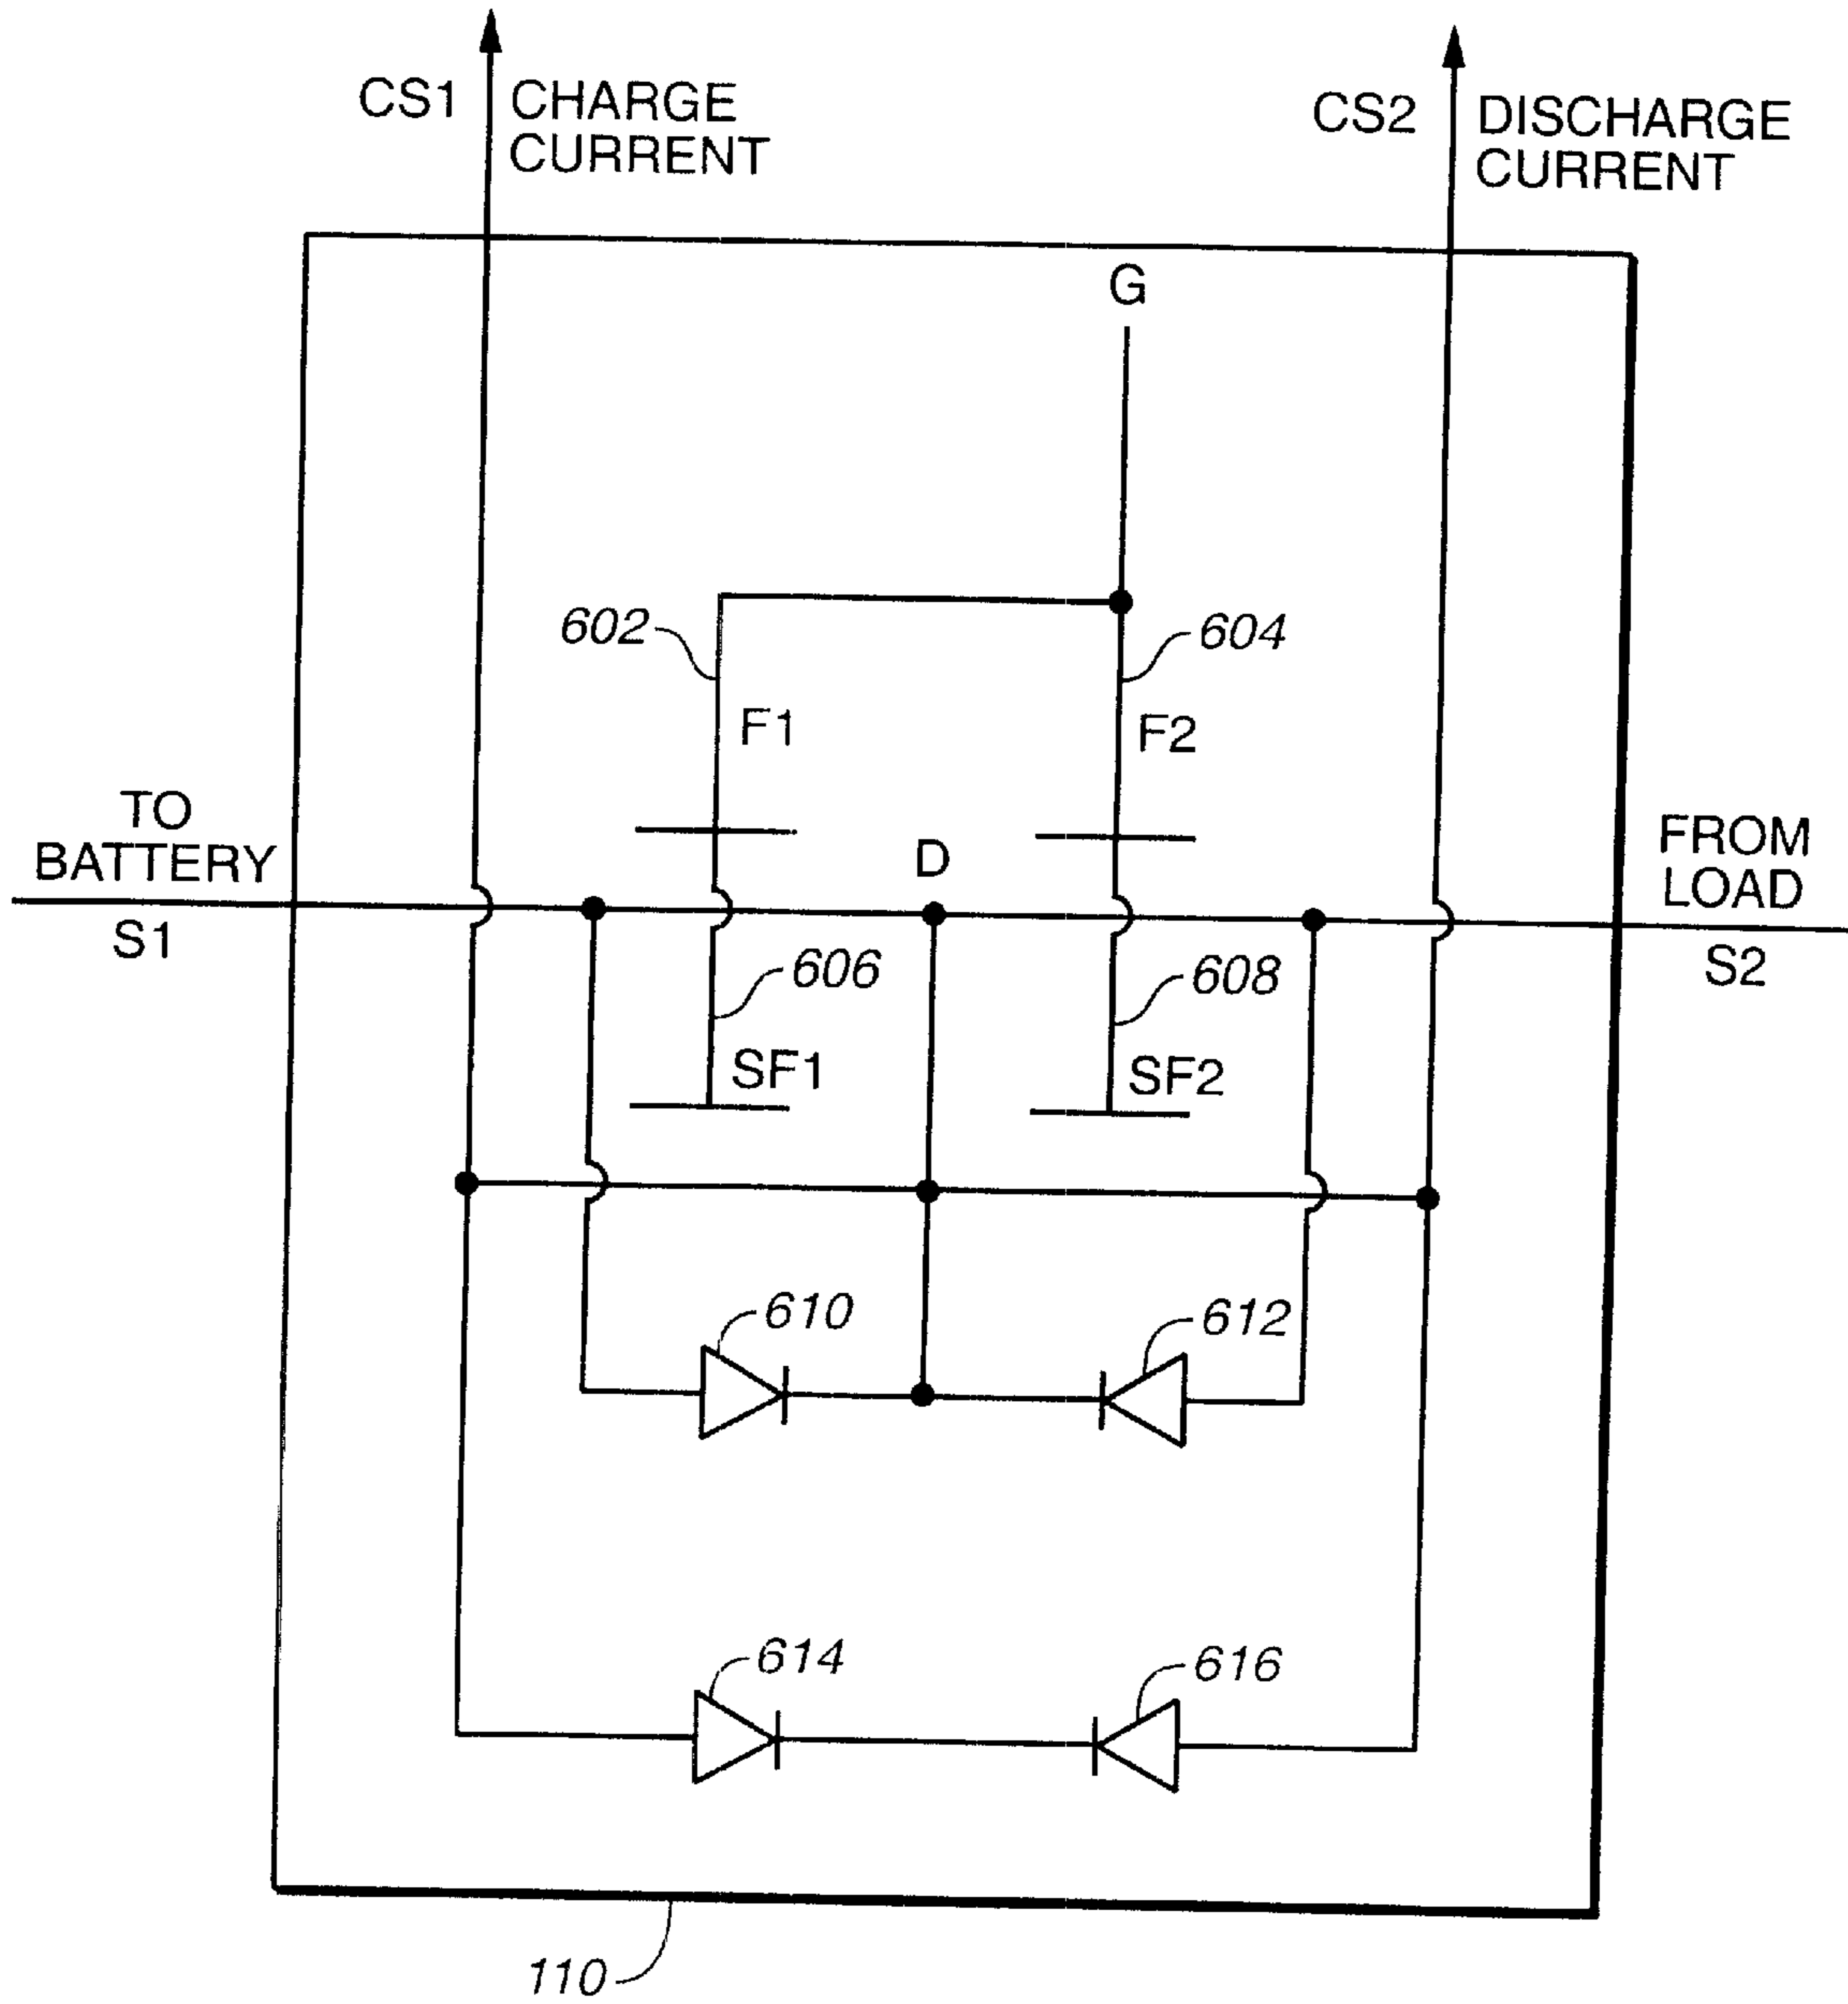 CS1
CHARGE
CURRENT
CS2
DISCHARGE
CURRENT
G
602
604
F1
F2
TO
BATTERY
S1
D
FROM
LOAD
S2
606
608
SF1
SF2
610
612
614
616
110